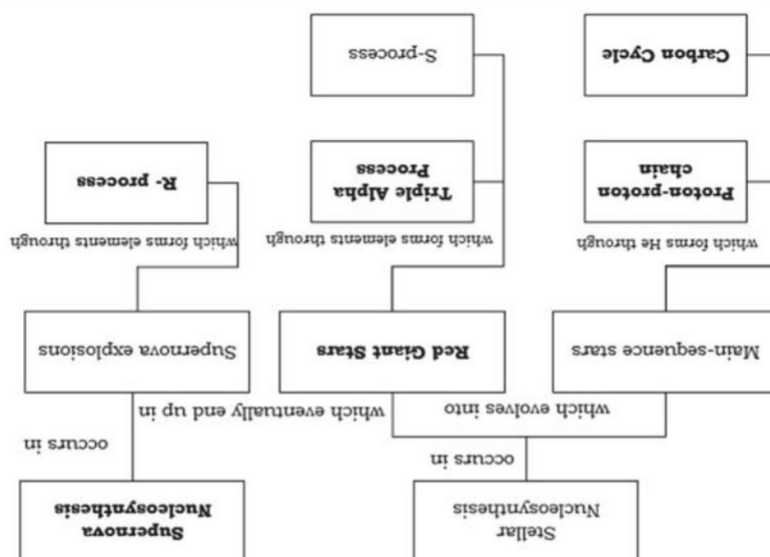 Stellar
Nucleosynthesis
Supernova
Nucleosynthesis
occurs in
occurs in
which evolves into
which eventually end up in
Main-sequence stars
Red Giant Stars
Supernova explosions
which forms He through
which forms elements through
which forms elements through
Proton-proton
chain
Triple Alpha
Process
R- process
Carbon Cycle
S-process